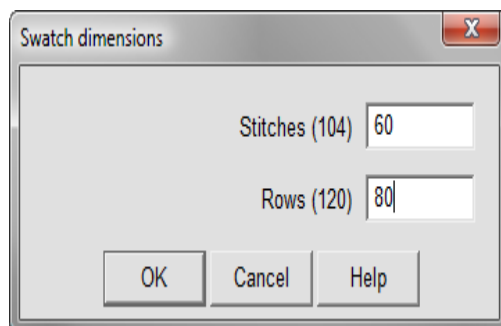 Swatch dimensions
Stitches (104) 60
Rows (120) 80
OK Cancel Help